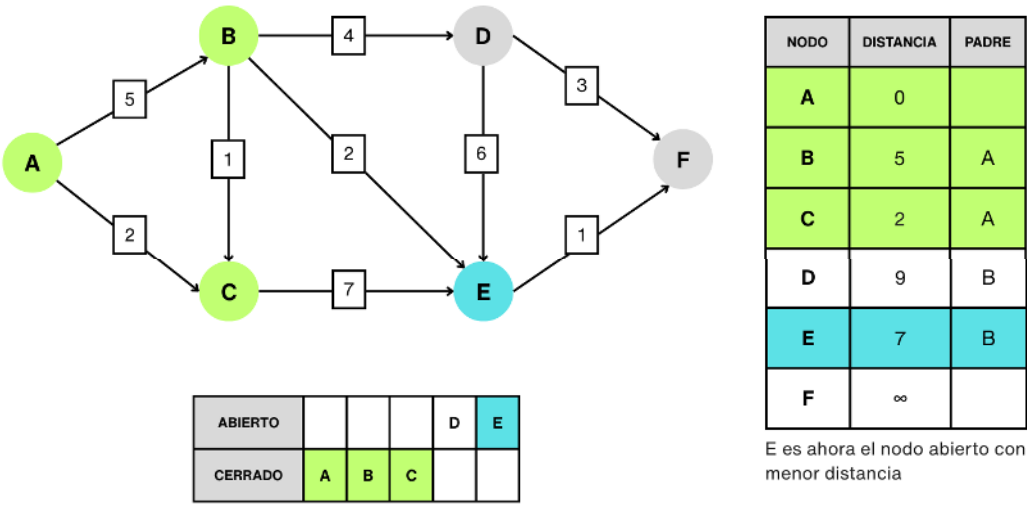 B
4
D
5
3
A
1
2
6
F
2
1
C
7
E
NODO DISTANCIA PADRE
A 0
B 5 A
C 2 A
D 9 B
E 7 B
F ∞
E es ahora el nodo abierto con
menor distancia
ABIERTO D E
CERRADO A B C